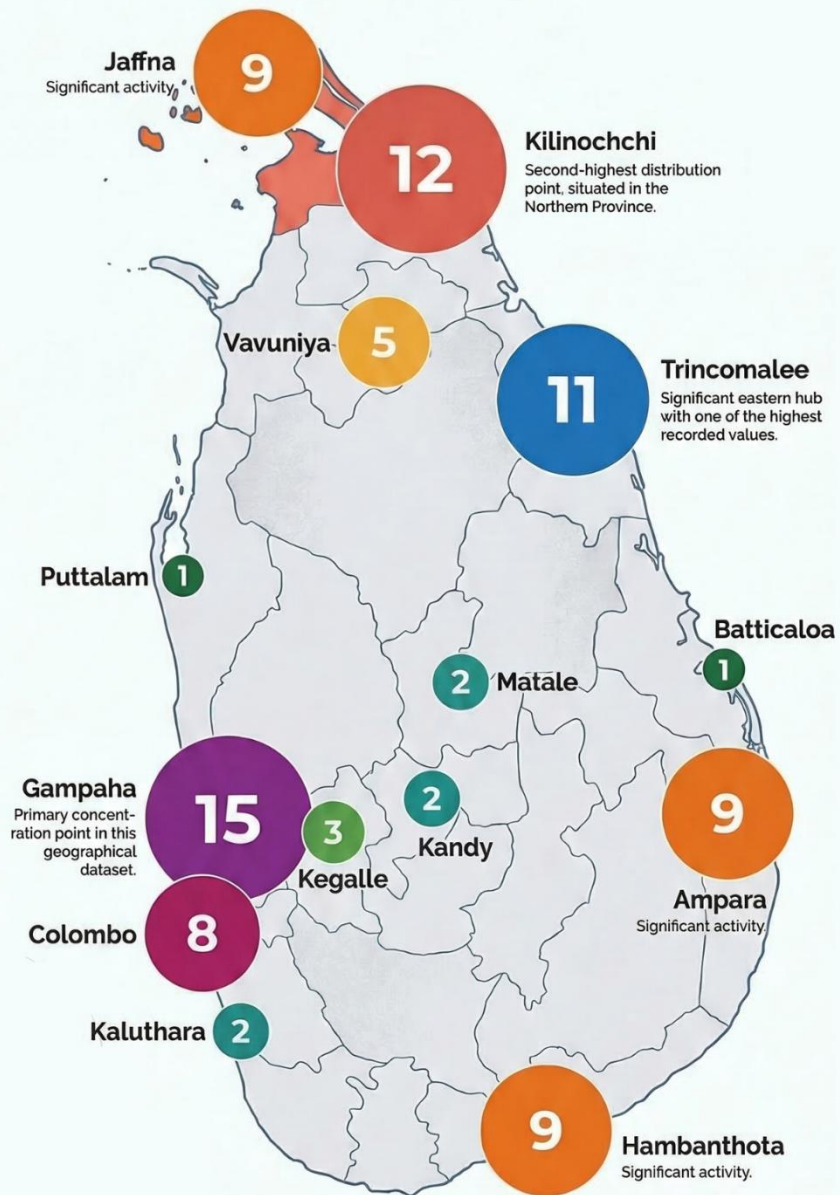 Jaffna
Significant activity,
9
12
Kilinochchi
Second-highest distribution
point, situated in the
Northern Province.
Vavuniya
5
11
Trincomalee
Significant eastern hub
with one of the highest
recorded values.
Puttalam
1
Batticaloa
1
2
Matale
Gampaha
Primary concent-
ration point in this
geographical
dataset.
15
3
Kegalle
2
Kandy
9
Ampara
Significant activity.
Colombo
8
Kaluthara
2
9
Hambanthota
Significant activity.